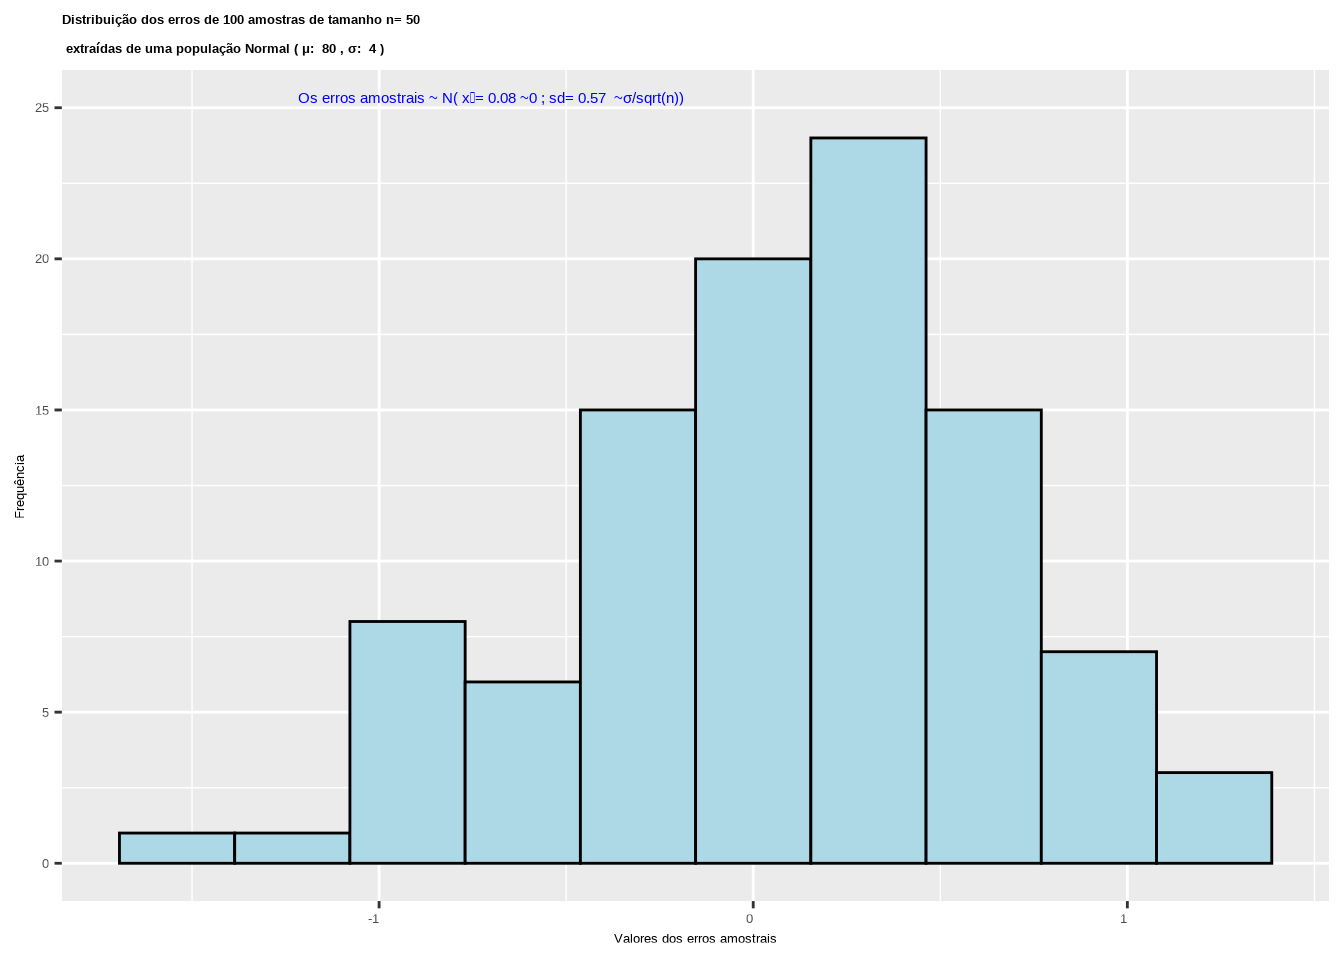 Distribuição dos erros de 100 amostras de tamanho n= 50
extraídas de uma população Normal ( μ:  80 , σ:  4 )
Os erros amostrais ~ N( x▯= 0.08 ~0 ; sd= 0.57  ~σ/sqrt(n))
25
20
15
10
5
0
Frequência
-1
0
1
Valores dos erros amostrais